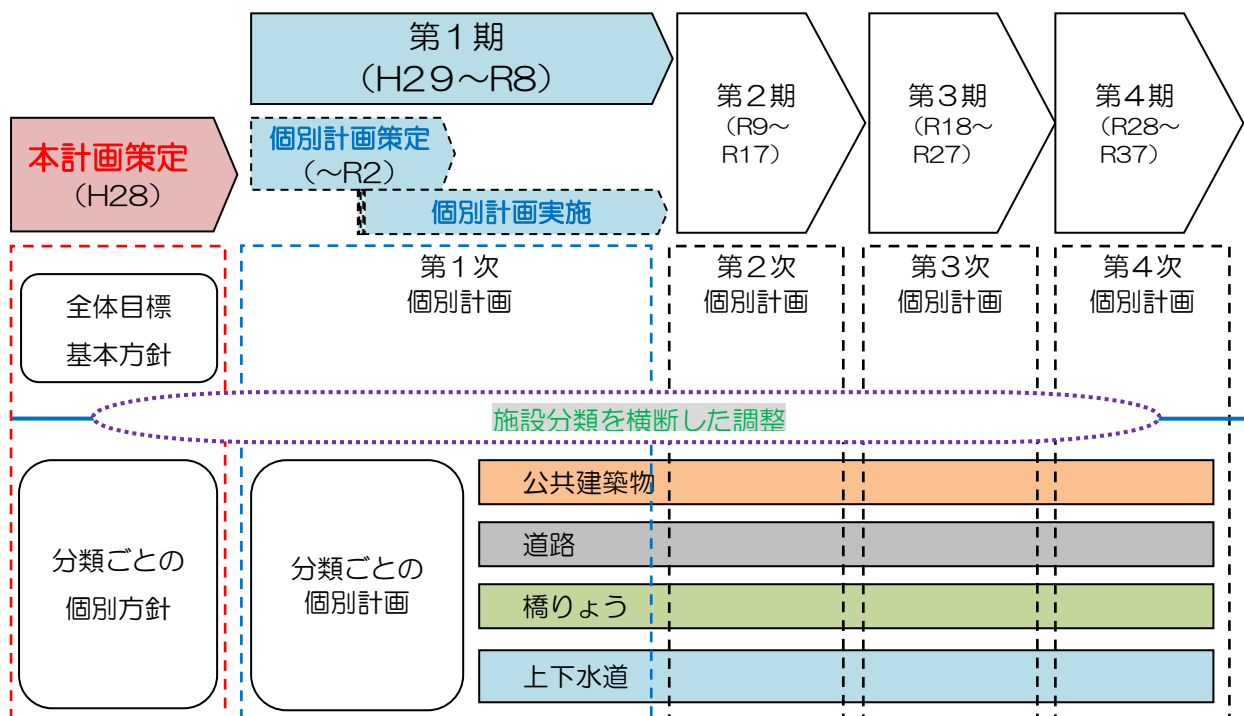 第１期
（H２９～R8）
第２期
（R9～
R17）
第３期
（R18～
R27）
第４期
（R28～
R37）
本計画策定
（H28）
個別計画策定
（～R2）
個別計画実施
全体目標
基本方針
第１次
個別計画
第２次
個別計画
第３次
個別計画
第４次
個別計画
施設分類を横断した調整
分類ごとの
個別方針
分類ごとの
個別計画
公共建築物
道路
橋りょう
上下水道